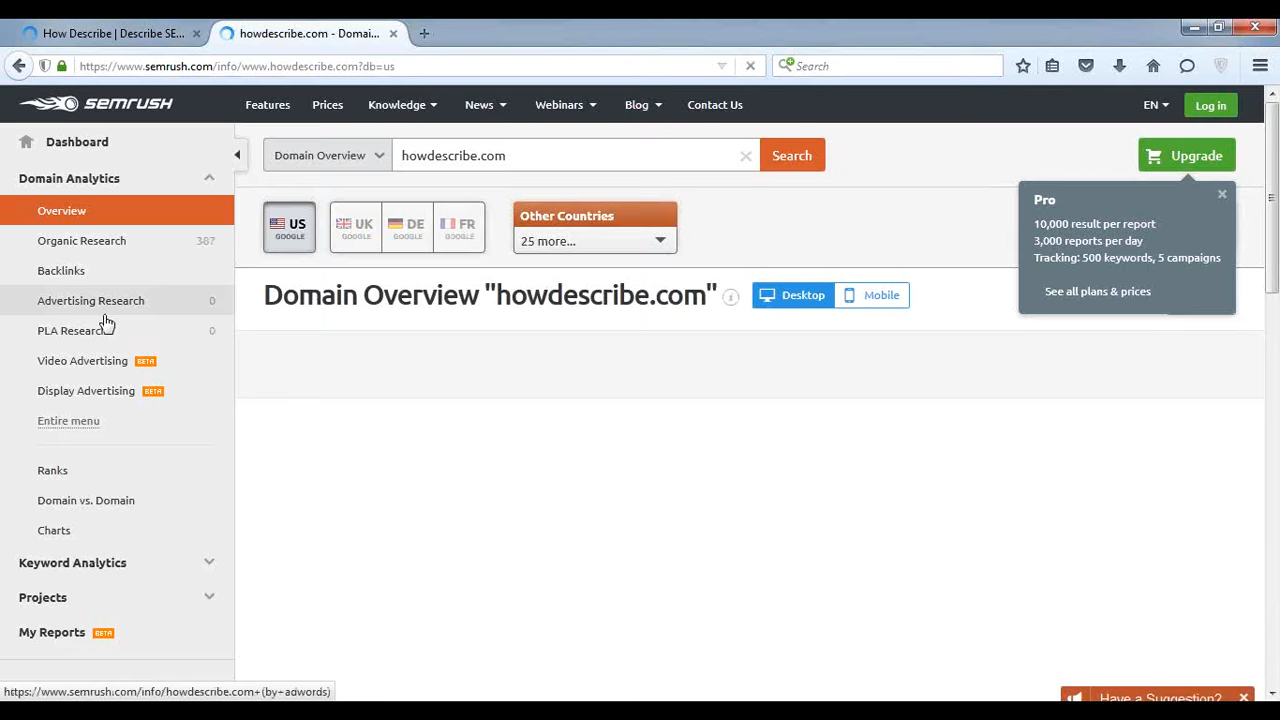 How Describe | Describe SE...
howdescribe.com - Domai...
https://www.semrush.com/info/www.howdescribe.com?db=us
Search
SEMRUSH
Features
Prices
Knowledge
News
Webinars
Blog
Contact Us
EN
Log in
Dashboard
Domain Analytics
Overview
Organic Research 387
Backlinks
Advertising Research 0
PLA Research 0
Video Advertising BETA
Display Advertising BETA
Entire menu
Ranks
Domain vs. Domain
Charts
Keyword Analytics
Projects
My Reports BETA
Domain Overview
howdescribe.com
Search
Upgrade
US GOOGLE
UK GOOGLE
DE GOOGLE
FR GOOGLE
Other Countries
25 more...
Pro
10,000 result per report
3,000 reports per day
Tracking: 500 keywords, 5 campaigns
See all plans & prices
Domain Overview "howdescribe.com"
Desktop
Mobile
https://www.semrush.com/info/howdescribe.com+(by+adwords)
Have a Suggestion?